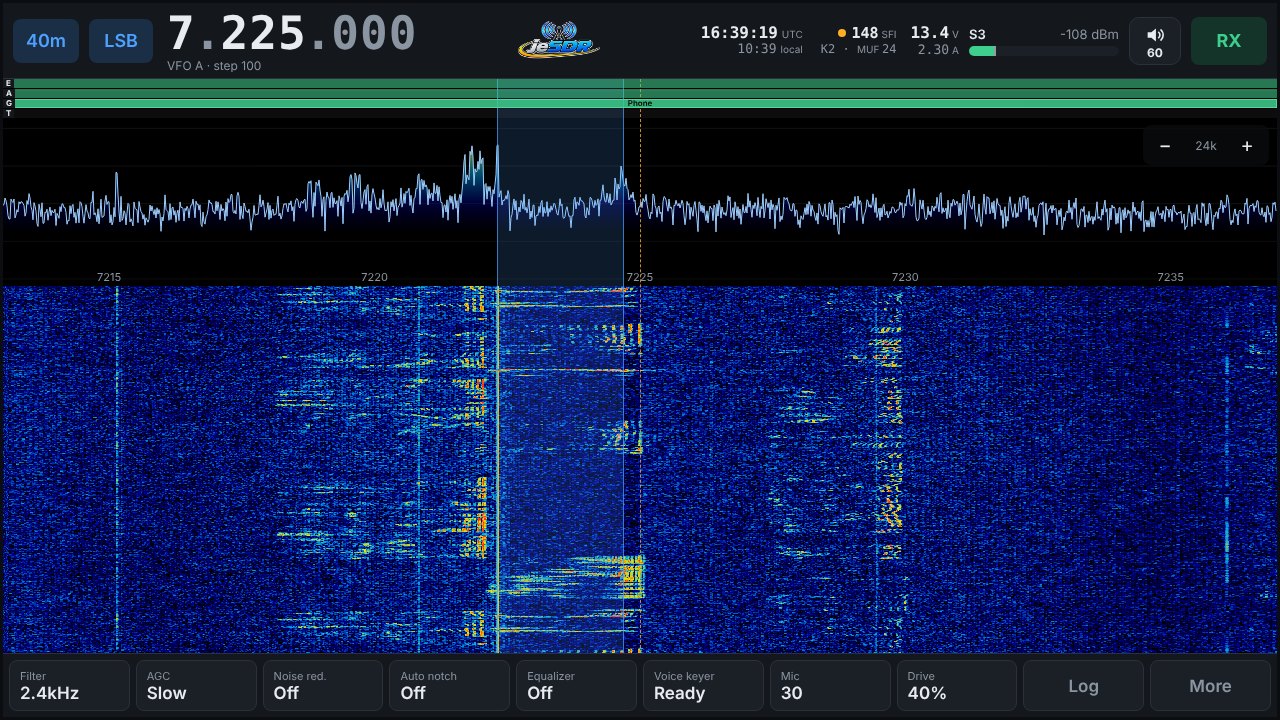 40m
LSB
7.225.000
VFO A · step 100
jeSDR
16:39:19 UTC
10:39 local
148 SFI
K2 · MUF 24
13.4 V
2.30 A
S3
-108 dBm
60
RX
E
A
G
T
Phone
− 24k +
7215
7220
7225
7230
7235
Filter
2.4kHz
AGC
Slow
Noise red.
Off
Auto notch
Off
Equalizer
Off
Voice keyer
Ready
Mic
30
Drive
40%
Log
More